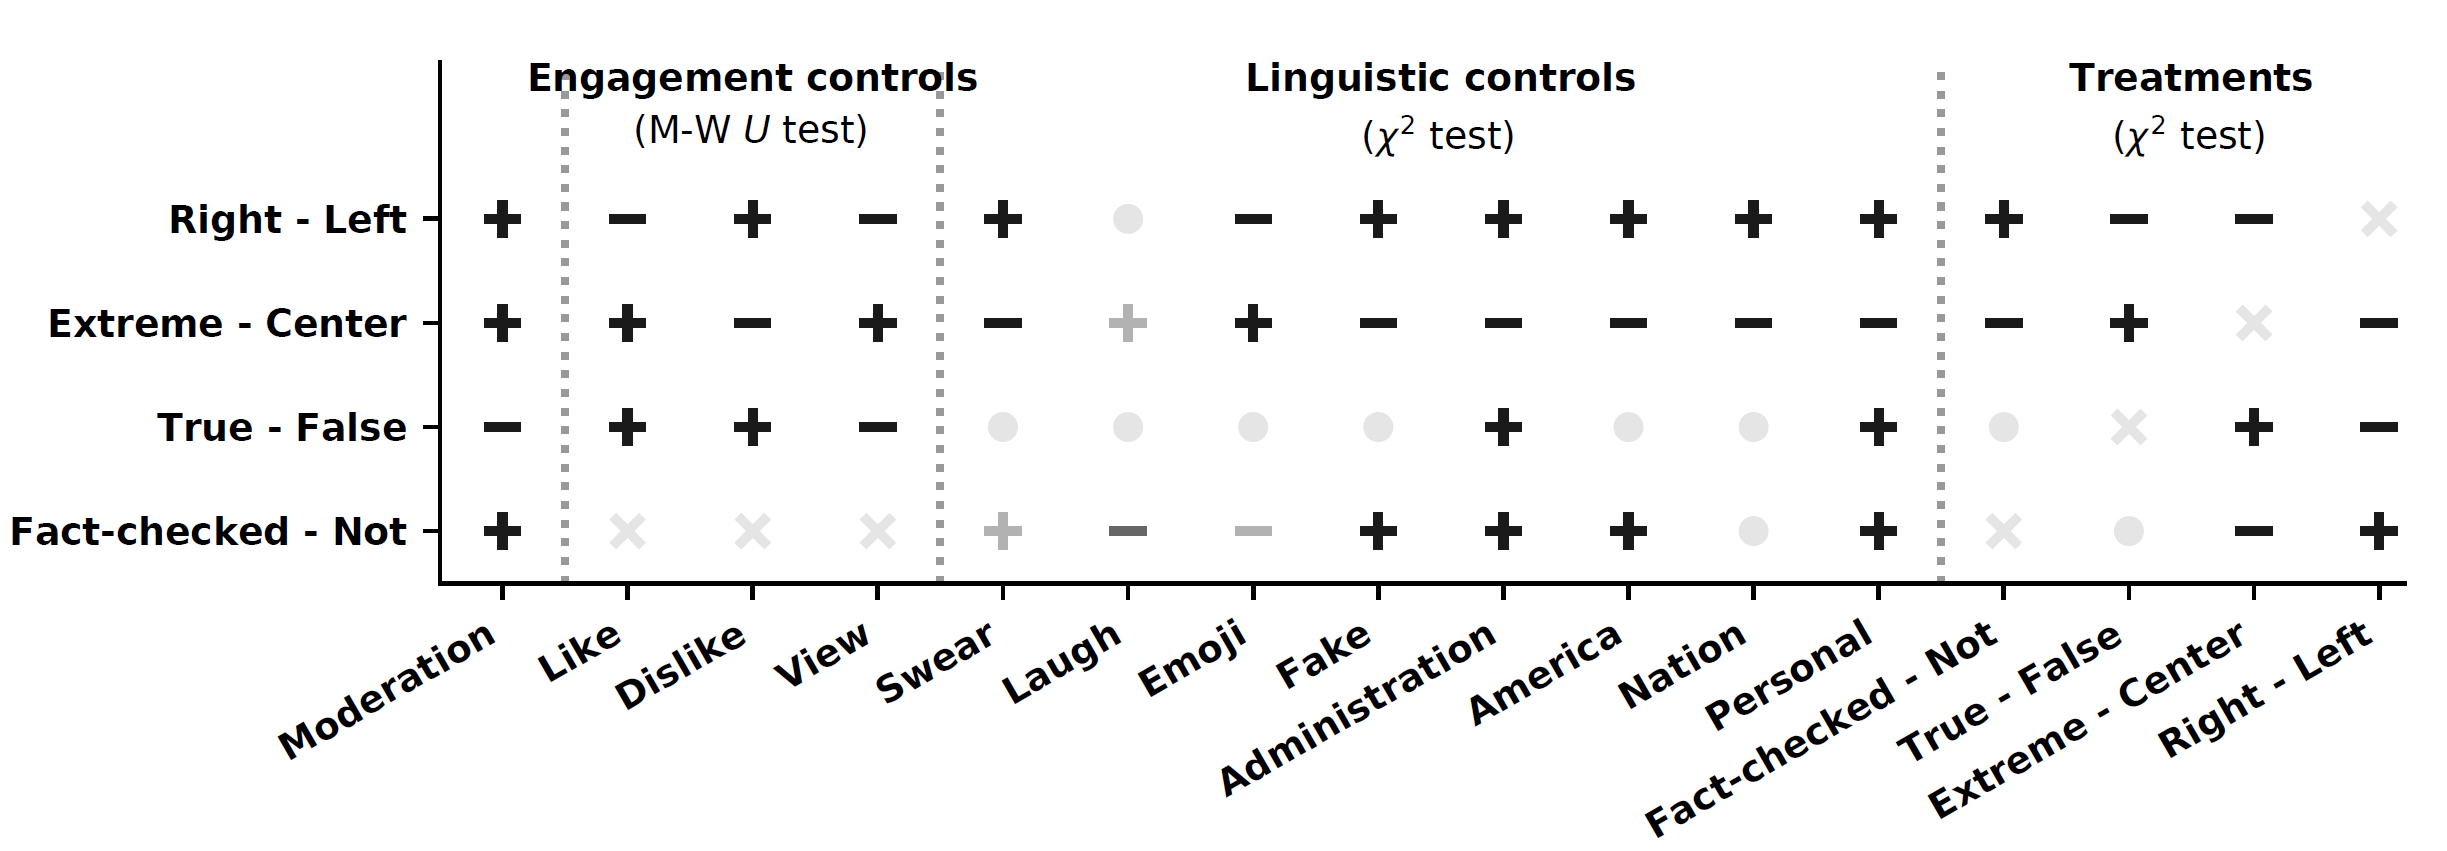 Engagement controls
(M-W U test)
Linguistic controls
(χ² test)
Treatments
(χ² test)
Right - Left
Extreme - Center
True - False
Fact-checked - Not
Moderation
Like
Dislike
View
Swear
Laugh
Emoji
Fake
Administration
America
Nation
Personal
Fact-checked - Not
True - False
Extreme - Center
Right - Left